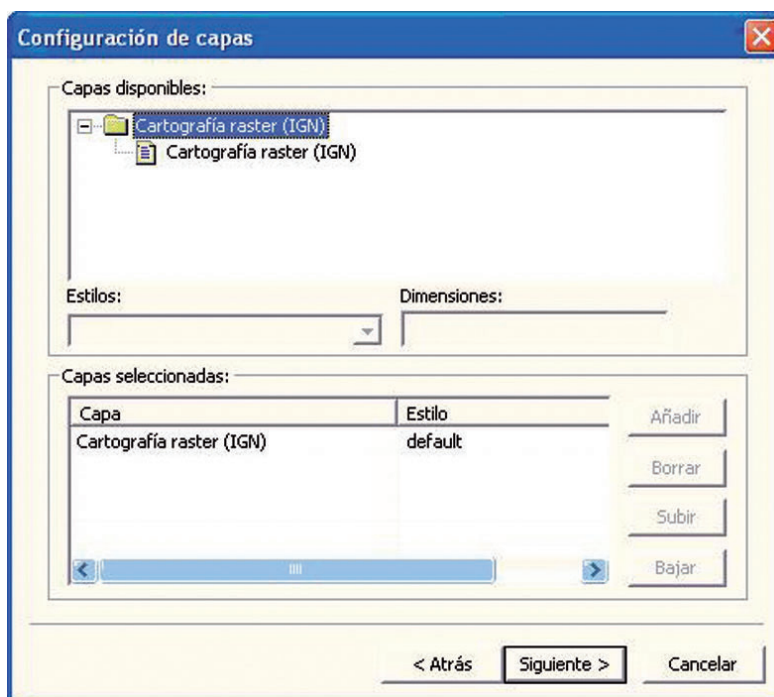 Configuración de capas
Capas disponibles:
Cartografía raster (IGN)
Cartografía raster (IGN)
Estilos:
Dimensiones:
Capas seleccionadas:
Capa
Estilo
Cartografía raster (IGN)
default
Añadir
Borrar
Subir
Bajar
< Atrás
Siguiente >
Cancelar